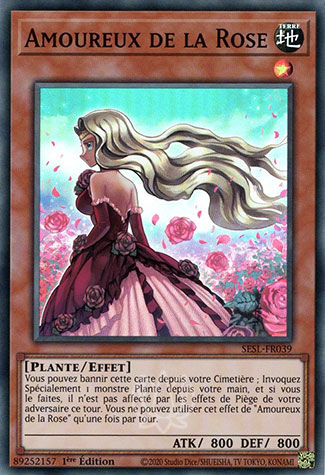 AMOUREUX DE LA ROSE
TERRE
地
SESL-FR039
[PLANTE/EFFET]
Vous pouvez bannir cette carte depuis votre Cimetière ; Invoquez
Spécialement 1 monstre Plante depuis votre main, et si vous
le faites, il n'est pas affecté par les effets de Piège de votre
adversaire ce tour. Vous ne pouvez utiliser cet effet de "Amoureux
de la Rose" qu'une fois par tour.
ATK/ 800 DEF/ 800
89252157 1ère Édition ©2020 Studio Dice/SHUEISHA, TV TOKYO, KONAMI